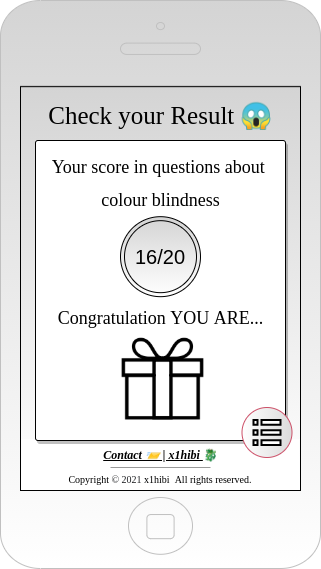 Check your Result 😱
Your score in questions about
colour blindness
16/20
Congratulation YOU ARE...
Contact 📨 | x1hibi 🐉
Copyright © 2021 x1hibi  All rights reserved.